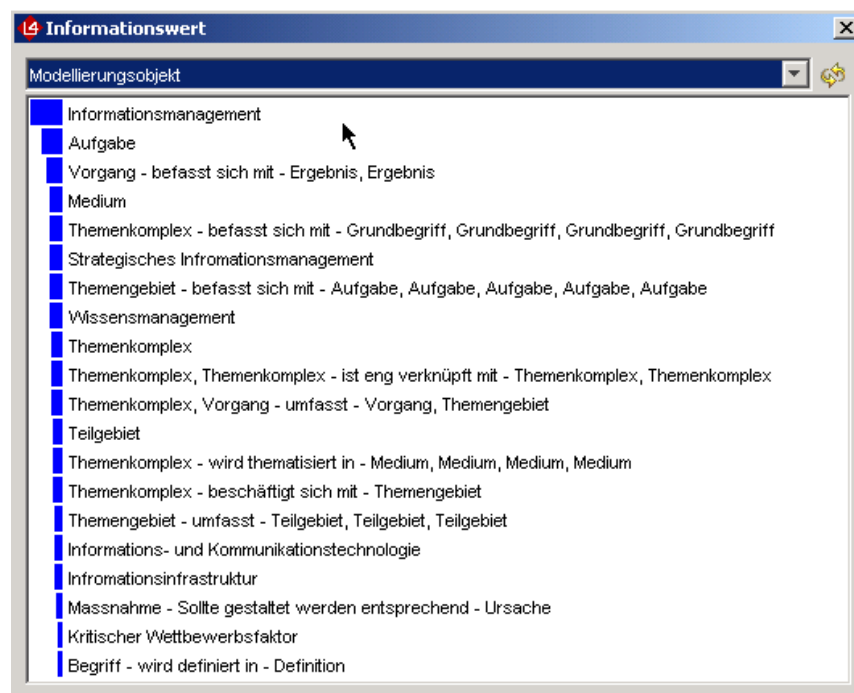 L4 Informationswert
Modellierungsobjekt
Informationsmanagement
Aufgabe
Vorgang - befasst sich mit - Ergebnis, Ergebnis
Medium
Themenkomplex - befasst sich mit - Grundbegriff, Grundbegriff, Grundbegriff, Grundbegriff
Strategisches Infromationsmanagement
Themengebiet - befasst sich mit - Aufgabe, Aufgabe, Aufgabe, Aufgabe, Aufgabe
Wissensmanagement
Themenkomplex
Themenkomplex, Themenkomplex - ist eng verknüpft mit - Themenkomplex, Themenkomplex
Themenkomplex, Vorgang - umfasst - Vorgang, Themengebiet
Teilgebiet
Themenkomplex - wird thematisiert in - Medium, Medium, Medium, Medium
Themenkomplex - beschäftigt sich mit - Themengebiet
Themengebiet - umfasst - Teilgebiet, Teilgebiet, Teilgebiet
Informations- und Kommunikationstechnologie
Infromationsinfrastruktur
Massnahme - Sollte gestaltet werden entsprechend - Ursache
Kritischer Wettbewerbsfaktor
Begriff - wird definiert in - Definition